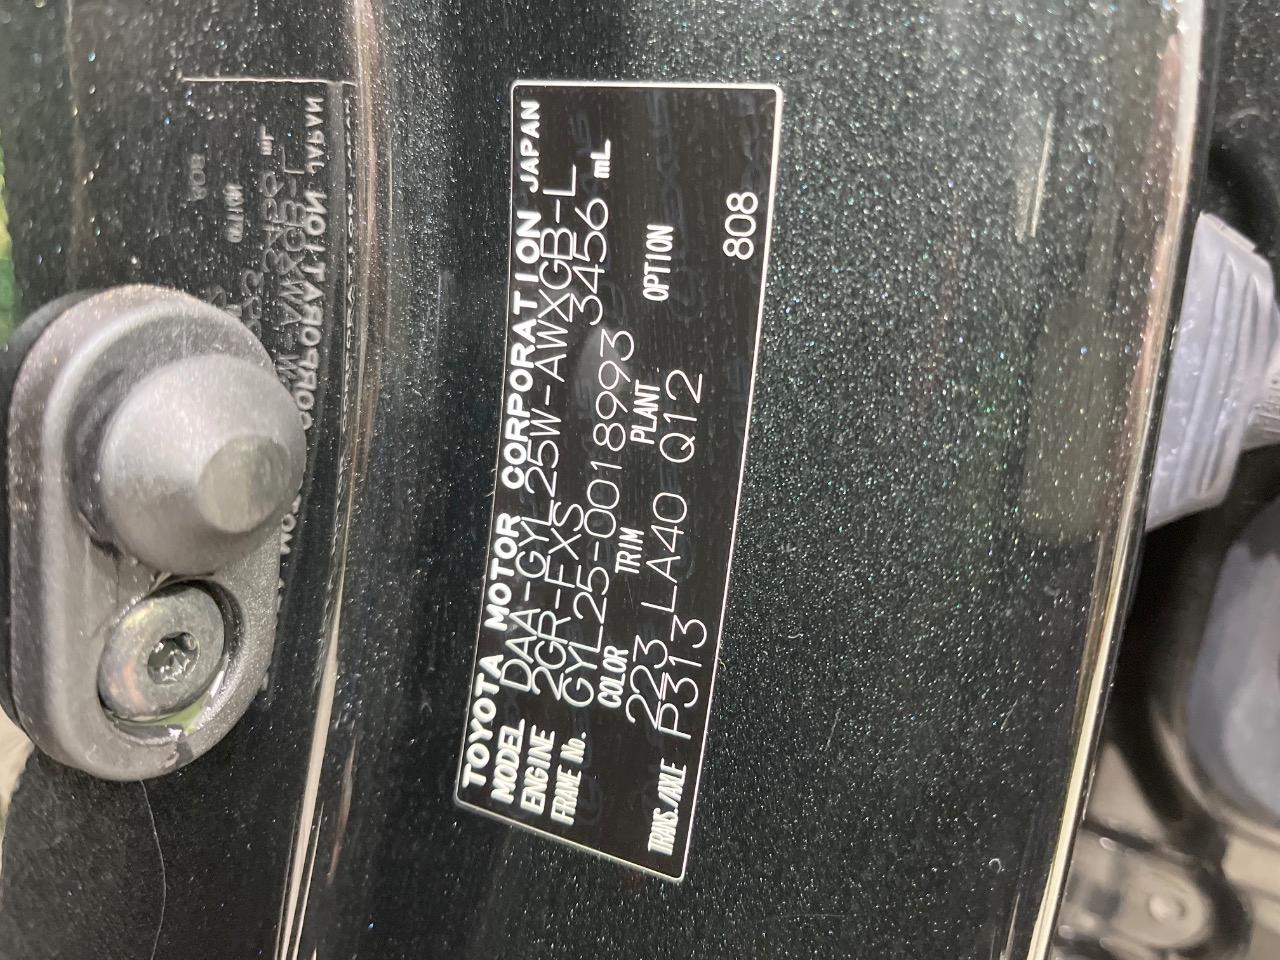 TOYOTA MOTOR CORPORATION JAPAN
MODEL DAA-GYL25W-AWXGB-L
ENGINE 2GR-FXS 3456 mL
FRAME No. GYL25-0018993
COLOR TRIM PLANT OPTION
223 LA40 Q12
TRANS./AXLE P313 808